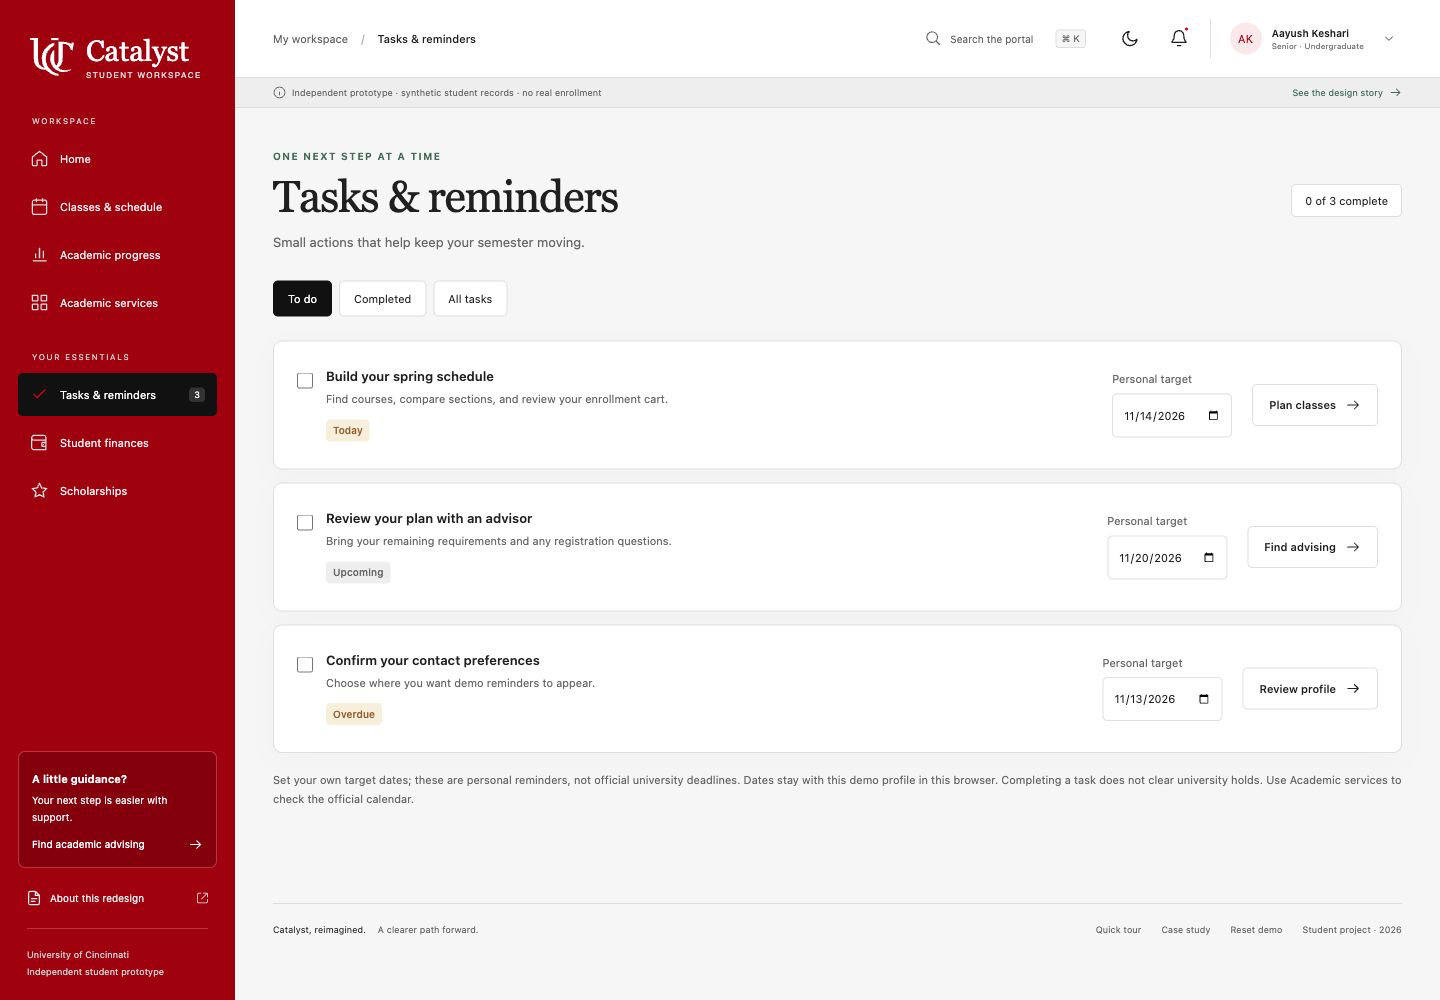 UC Catalyst
STUDENT WORKSPACE
WORKSPACE
Home
Classes & schedule
Academic progress
Academic services
YOUR ESSENTIALS
Tasks & reminders 3
Student finances
Scholarships
A little guidance?
Your next step is easier with
support.
Find academic advising
About this redesign
University of Cincinnati
Independent student prototype
My workspace / Tasks & reminders
Search the portal ⌘ K
AK
Aayush Keshari
Senior · Undergraduate
Independent prototype · synthetic student records · no real enrollment
See the design story
ONE NEXT STEP AT A TIME
Tasks & reminders
0 of 3 complete
Small actions that help keep your semester moving.
To do Completed All tasks
Build your spring schedule
Find courses, compare sections, and review your enrollment cart.
Today
Personal target
11/14/2026
Plan classes
Review your plan with an advisor
Bring your remaining requirements and any registration questions.
Upcoming
Personal target
11/20/2026
Find advising
Confirm your contact preferences
Choose where you want demo reminders to appear.
Overdue
Personal target
11/13/2026
Review profile
Set your own target dates; these are personal reminders, not official university deadlines. Dates stay with this demo profile in this browser. Completing a task does not clear university holds. Use Academic services to
check the official calendar.
Catalyst, reimagined. A clearer path forward.
Quick tour Case study Reset demo Student project · 2026